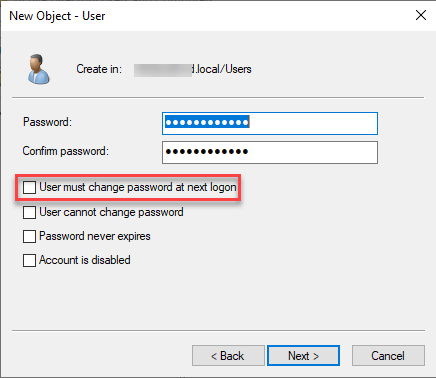 New Object - User
Create in: d.local/Users
Password:
●●●●●●●●●●●●
Confirm password:
●●●●●●●●●●●●
User must change password at next logon
User cannot change password
Password never expires
Account is disabled
< Back Next > Cancel